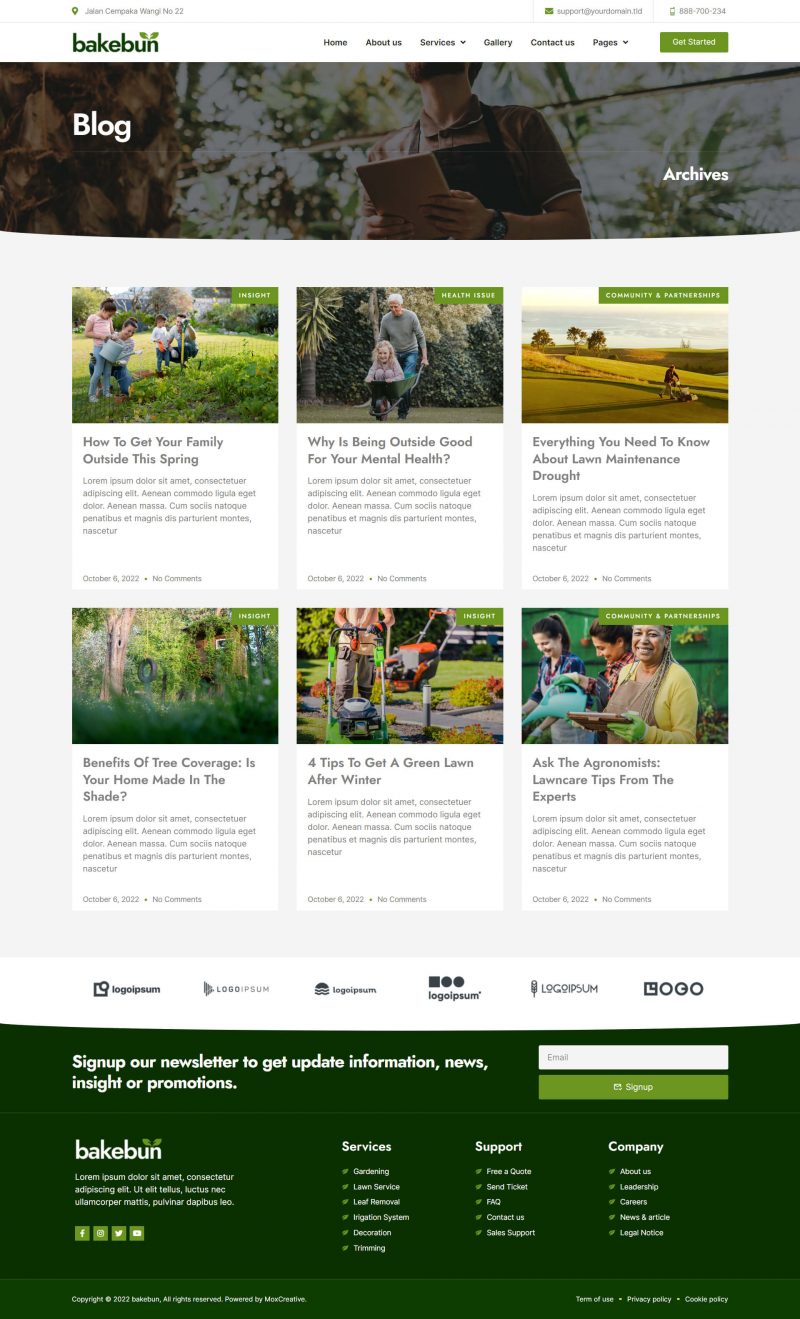 Jalan Cempaka Wangi No 22
support@yourdomain.tld
888-700-234
bakebun
Home
About us
Services
Gallery
Contact us
Pages
Get Started
Blog
Archives
INSIGHT
HEALTH ISSUE
COMMUNITY & PARTNERSHIPS
How To Get Your Family
Outside This Spring
Lorem ipsum dolor sit amet, consectetuer
adipiscing elit. Aenean commodo ligula eget
dolor. Aenean massa. Cum sociis natoque
penatibus et magnis dis parturient montes,
nascetur
October 6, 2022 • No Comments
Why Is Being Outside Good
For Your Mental Health?
Lorem ipsum dolor sit amet, consectetuer
adipiscing elit. Aenean commodo ligula eget
dolor. Aenean massa. Cum sociis natoque
penatibus et magnis dis parturient montes,
nascetur
October 6, 2022 • No Comments
Everything You Need To Know
About Lawn Maintenance
Drought
Lorem ipsum dolor sit amet, consectetuer
adipiscing elit. Aenean commodo ligula eget
dolor. Aenean massa. Cum sociis natoque
penatibus et magnis dis parturient montes,
nascetur
October 6, 2022 • No Comments
INSIGHT
INSIGHT
COMMUNITY & PARTNERSHIPS
Benefits Of Tree Coverage: Is
Your Home Made In The
Shade?
Lorem ipsum dolor sit amet, consectetuer
adipiscing elit. Aenean commodo ligula eget
dolor. Aenean massa. Cum sociis natoque
penatibus et magnis dis parturient montes,
nascetur
October 6, 2022 • No Comments
4 Tips To Get A Green Lawn
After Winter
Lorem ipsum dolor sit amet, consectetuer
adipiscing elit. Aenean commodo ligula eget
dolor. Aenean massa. Cum sociis natoque
penatibus et magnis dis parturient montes,
nascetur
October 6, 2022 • No Comments
Ask The Agronomists:
Lawncare Tips From The
Experts
Lorem ipsum dolor sit amet, consectetuer
adipiscing elit. Aenean commodo ligula eget
dolor. Aenean massa. Cum sociis natoque
penatibus et magnis dis parturient montes,
nascetur
October 6, 2022 • No Comments
logoipsum
LOGOIPSUM
logoipsum
logoipsum
LOGOIPSUM
LOGO
Signup our newsletter to get update information, news,
insight or promotions.
Email
Signup
bakebun
Lorem ipsum dolor sit amet, consectetur
adipiscing elit. Ut elit tellus, luctus nec
ullamcorper mattis, pulvinar dapibus leo.
Services
Gardening
Lawn Service
Leaf Removal
Irigation System
Decoration
Trimming
Support
Free a Quote
Send Ticket
FAQ
Contact us
Sales Support
Company
About us
Leadership
Careers
News & article
Legal Notice
Copyright © 2022 bakebun, All rights reserved. Powered by MoxCreative.
Term of use • Privacy policy • Cookie policy